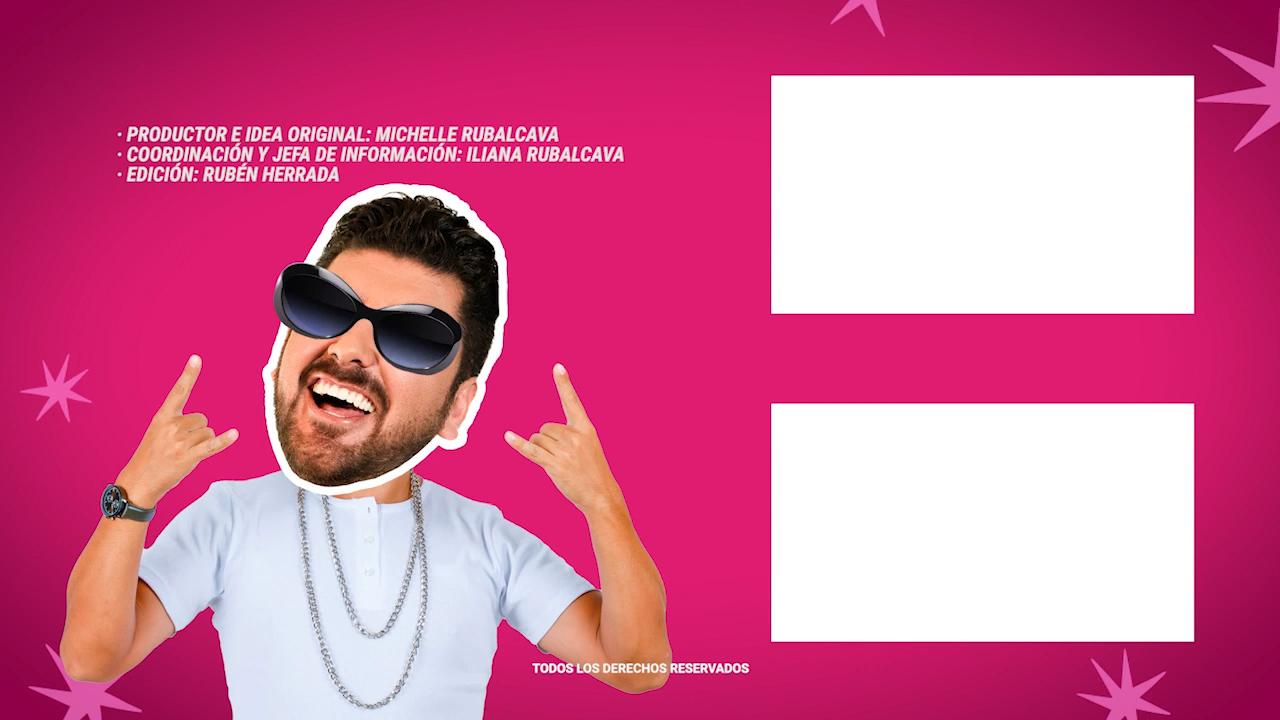 · PRODUCTOR E IDEA ORIGINAL: MICHELLE RUBALCAVA
· COORDINACIÓN Y JEFA DE INFORMACIÓN: ILIANA RUBALCAVA
· EDICIÓN: RUBÉN HERRADA
TODOS LOS DERECHOS RESERVADOS